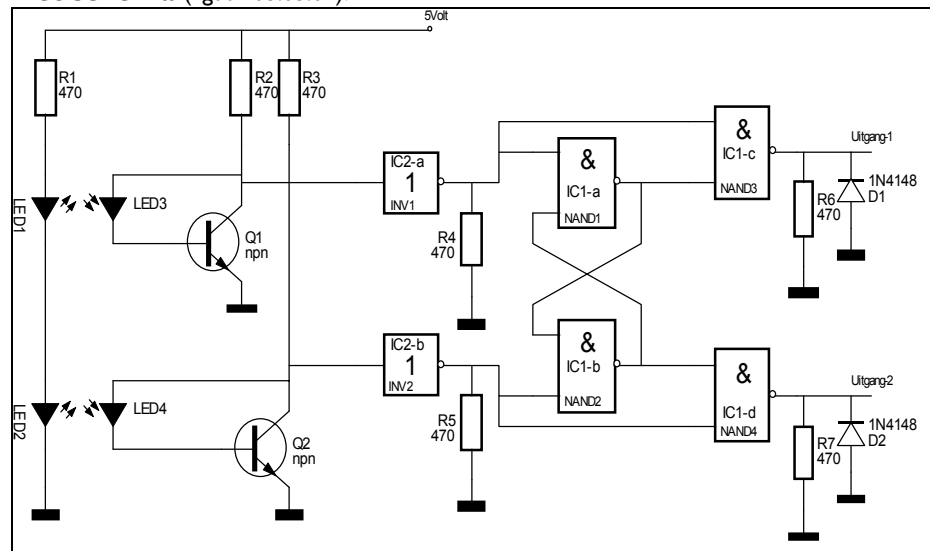 5Volt
R1
470
R2
470
R3
470
LED1
LED3
Q1
npn
IC2-a
1
INV1
R4
470
&
IC1-a
NAND1
&
IC1-c
NAND3
Uitgang-1
R6
470
1N4148
D1
LED2
LED4
Q2
npn
IC2-b
1
INV2
R5
470
&
IC1-b
NAND2
&
IC1-d
NAND4
Uitgang-2
R7
470
1N4148
D2